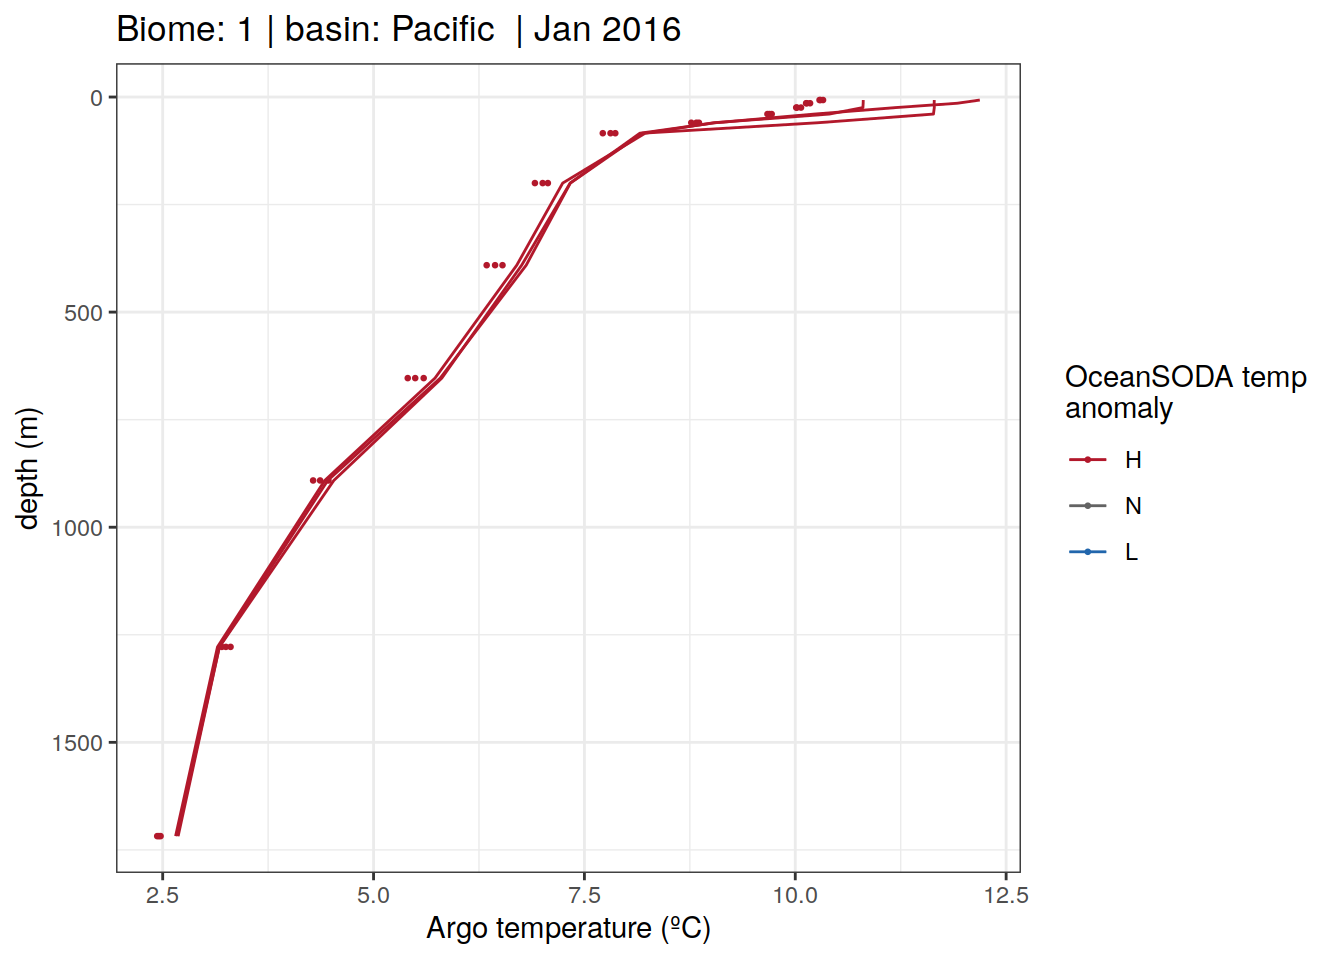 Biome: 1 | basin: Pacific  | Jan 2016
0
500
1000
1500
depth (m)
2.5
5.0
7.5
10.0
12.5
Argo temperature (ºC)
OceanSODA temp
anomaly
H
N
L